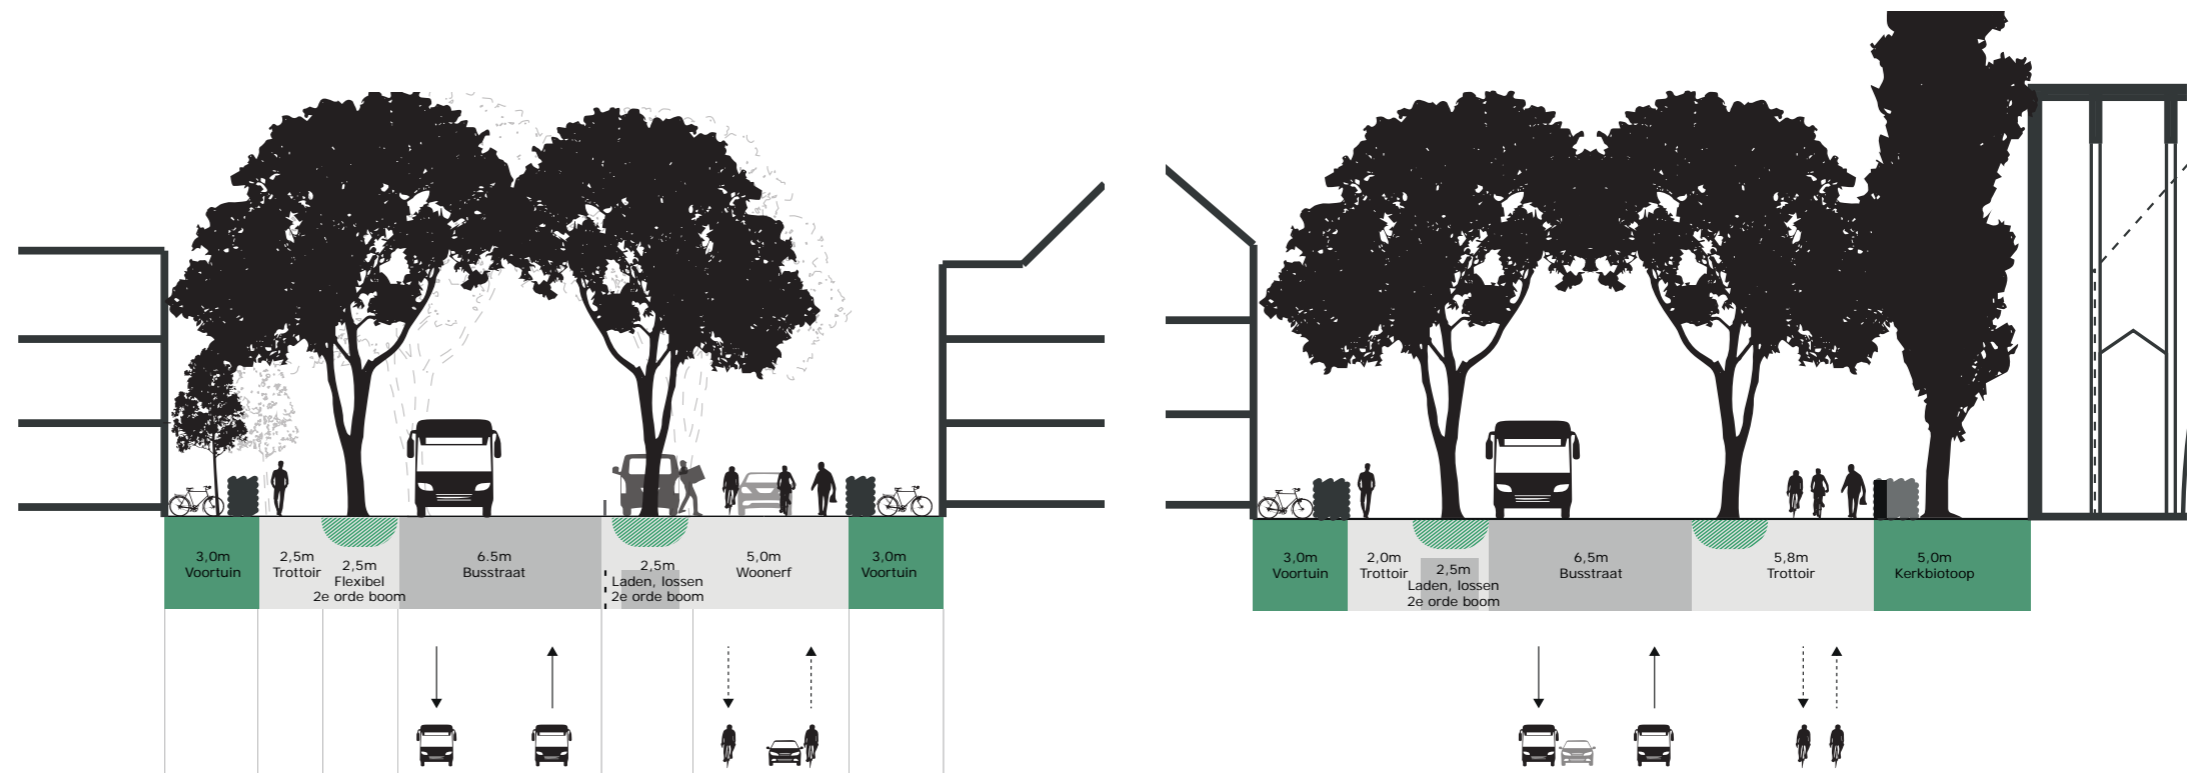 3,0m
Voortuin
2,5m
Trottoir
2,5m
Flexibel
2e orde boom
6.5m
Busstraat
2,5m
Laden, lossen
2e orde boom
5,0m
Woonerf
3,0m
Voortuin
3,0m
Voortuin
2,0m
Trottoir
2,5m
Laden, lossen
2e orde boom
6,5m
Busstraat
5,8m
Trottoir
5,0m
Kerkbiotoop